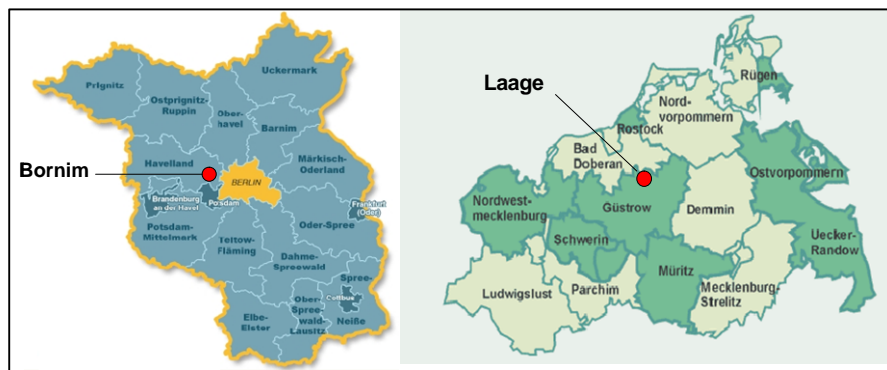 Uckermark
Prignitz
Ostprignitz-
Ruppin
Ober-
havel
Barnim
Bornim
Havelland
Märkisch-
Oderland
BERLIN
Brandenburg
an der Havel
Potsdam
Frankfurt
(Oder)
Potsdam-
Mittelmark
Teltow-
Fläming
Oder-Spree
Dahme-
Spreewald
Spree-
Cottbus
Neiße
Elbe-
Elster
Ober-
Spree-
wald-
Lausitz
Laage
Rügen
Nord-
vorpommern
Rostock
Bad
Doberan
Ostvorpommern
Nordwest-
mecklenburg
Güstrow
Demmin
Schwerin
Uecker-
Randow
Müritz
Mecklenburg-
Strelitz
Ludwigslust
Parchim